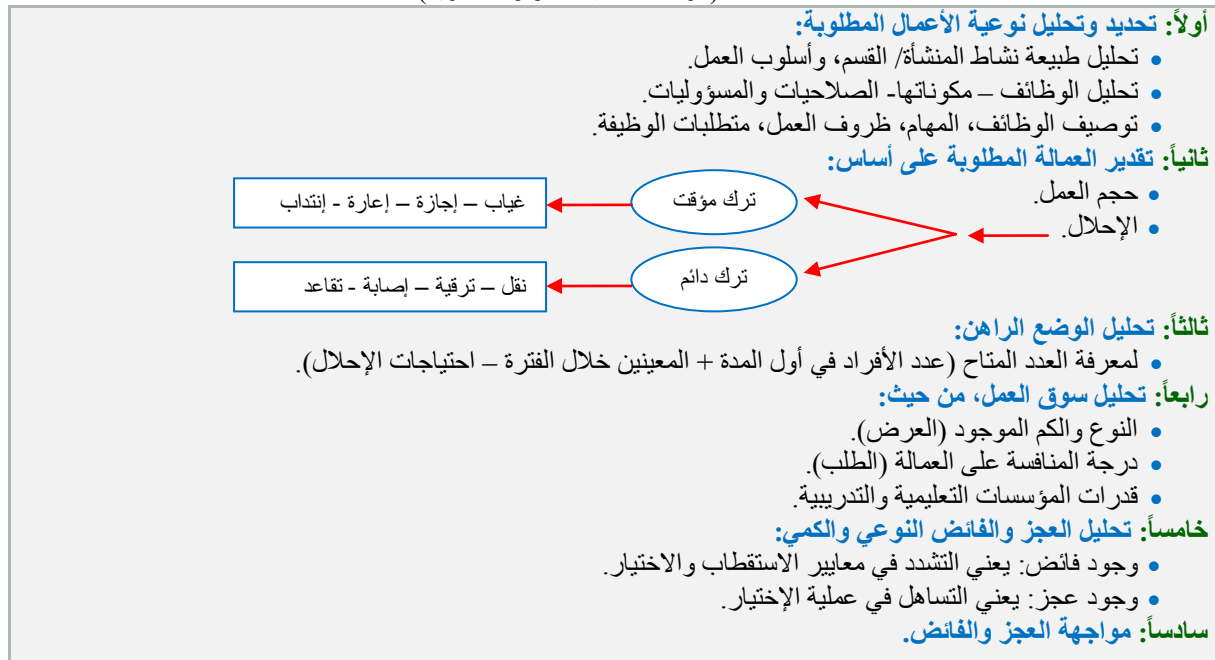 أولاً: تحديد وتحليل نوعية الأعمال المطلوبة:
• تحليل طبيعة نشاط المنشأة/ القسم، وأسلوب العمل.
• تحليل الوظائف – مكوناتها- الصلاحيات والمسؤوليات.
• توصيف الوظائف، المهام، ظروف العمل، متطلبات الوظيفة.
ثانياً: تقدير العمالة المطلوبة على أساس:
• حجم العمل.
• الإحلال.
ترك مؤقت
غياب – إجازة – إعارة - إنتداب
ترك دائم
نقل – ترقية – إصابة - تقاعد
ثالثاً: تحليل الوضع الراهن:
• لمعرفة العدد المتاح (عدد الأفراد في أول المدة + المعينين خلال الفترة – احتياجات الإحلال).
رابعاً: تحليل سوق العمل، من حيث:
• النوع والكم الموجود (العرض).
• درجة المنافسة على العمالة (الطلب).
• قدرات المؤسسات التعليمية والتدريبية.
خامساً: تحليل العجز والفائض النوعي والكمي:
• وجود فائض: يعني التشدد في معايير الاستقطاب والاختيار.
• وجود عجز: يعني التساهل في عملية الإختيار.
سادساً: مواجهة العجز والفائض.